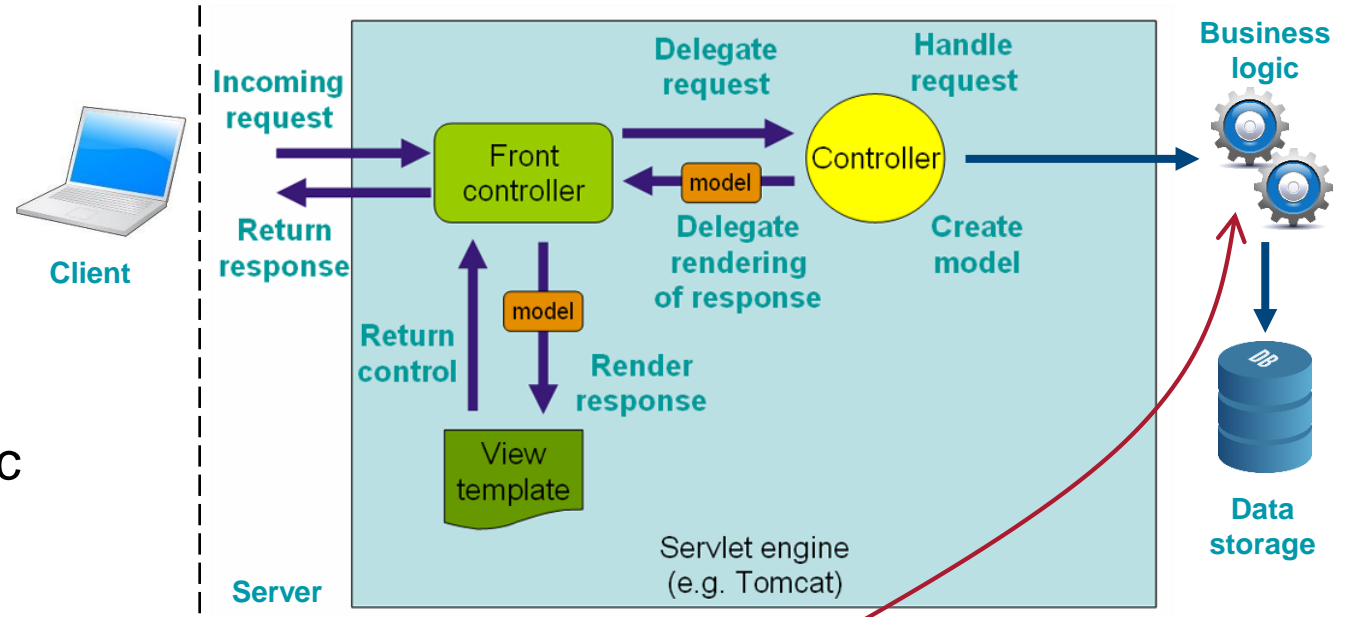 Business
logic
Delegate
request
Handle
request
Incoming
request
Front
controller
model
Controller
Return
response
Client
Delegate
rendering
of response
Create
model
model
Return
control
Render
response
DB
View
template
c
Data
storage
Servlet engine
(e.g. Tomcat)
Server